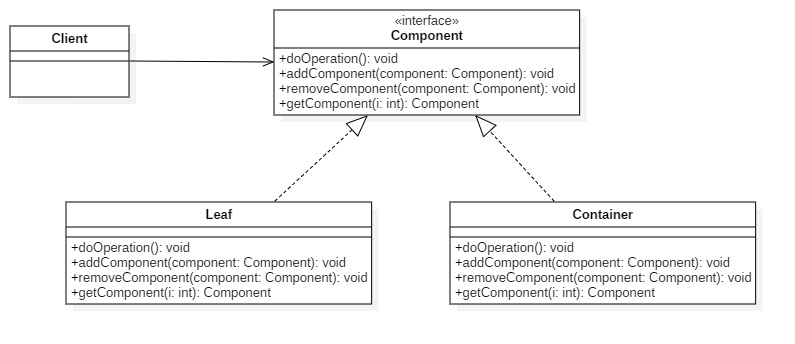 Client
«interface»
Component
+doOperation(): void
+addComponent(component: Component): void
+removeComponent(component: Component): void
+getComponent(i: int): Component
Leaf
+doOperation(): void
+addComponent(component: Component): void
+removeComponent(component: Component): void
+getComponent(i: int): Component
Container
+doOperation(): void
+addComponent(component: Component): void
+removeComponent(component: Component): void
+getComponent(i: int): Component